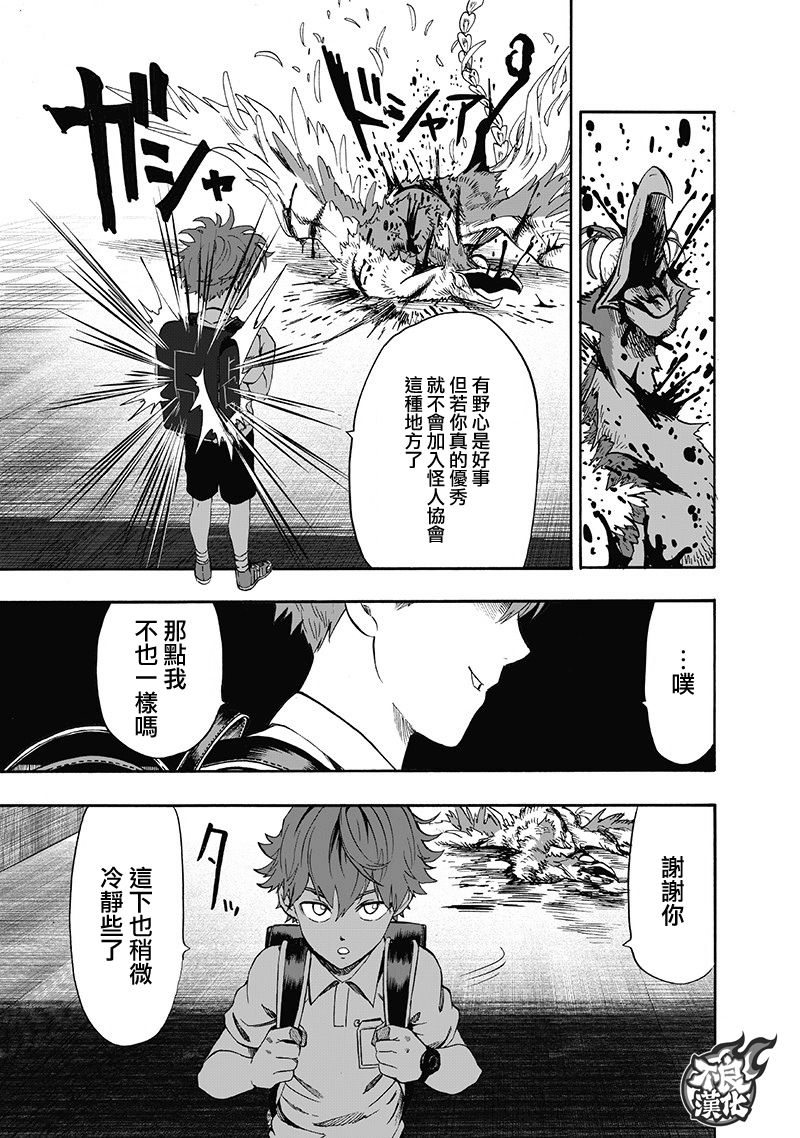 ドシャアッ
ガシャ
有野心是好事
但若你真的優秀
就不會加入怪人協會
這種地方了
…噗
那點我
不也一樣嗎
謝謝你
タッ
這下也稍微
冷靜些了
狼
漢化